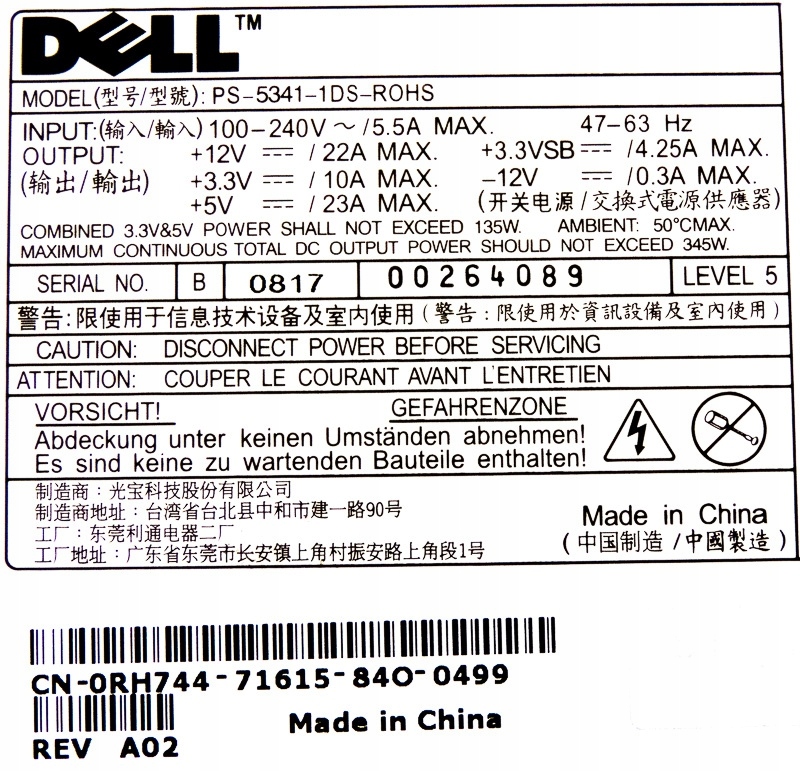 DELL™
MODEL(型号/型號): PS-5341-1DS-ROHS
INPUT:(输入/輸入) 100-240V ~ /5.5A MAX. 47-63 Hz
OUTPUT: +12V ⎓ /22A MAX. +3.3VSB ⎓ /4.25A MAX.
(输出/輸出) +3.3V ⎓ /10A MAX. -12V ⎓ /0.3A MAX.
+5V ⎓ /23A MAX. (开关电源/交換式電源供應器)
COMBINED 3.3V&5V POWER SHALL NOT EXCEED 135W. AMBIENT: 50°CMAX.
MAXIMUM CONTINUOUS TOTAL DC OUTPUT POWER SHOULD NOT EXCEED 345W.
SERIAL NO. B 0817 00264089 LEVEL 5
警告:限使用于信息技术设备及室内使用 (警告:限使用於資訊設備及室內使用)
CAUTION: DISCONNECT POWER BEFORE SERVICING
ATTENTION: COUPER LE COURANT AVANT L'ENTRETIEN
VORSICHT! GEFAHRENZONE
Abdeckung unter keinen Umständen abnehmen!
Es sind keine zu wartenden Bauteile enthalten!
制造商:光宝科技股份有限公司
制造商地址:台湾省台北县中和市建一路90号
工厂:东莞利通电器二厂
工厂地址:广东省东莞市长安镇上角村振安路上角段1号
Made in China
(中国制造/中國製造)
CN-0RH744-71615-84O-0499
Made in China
REV A02